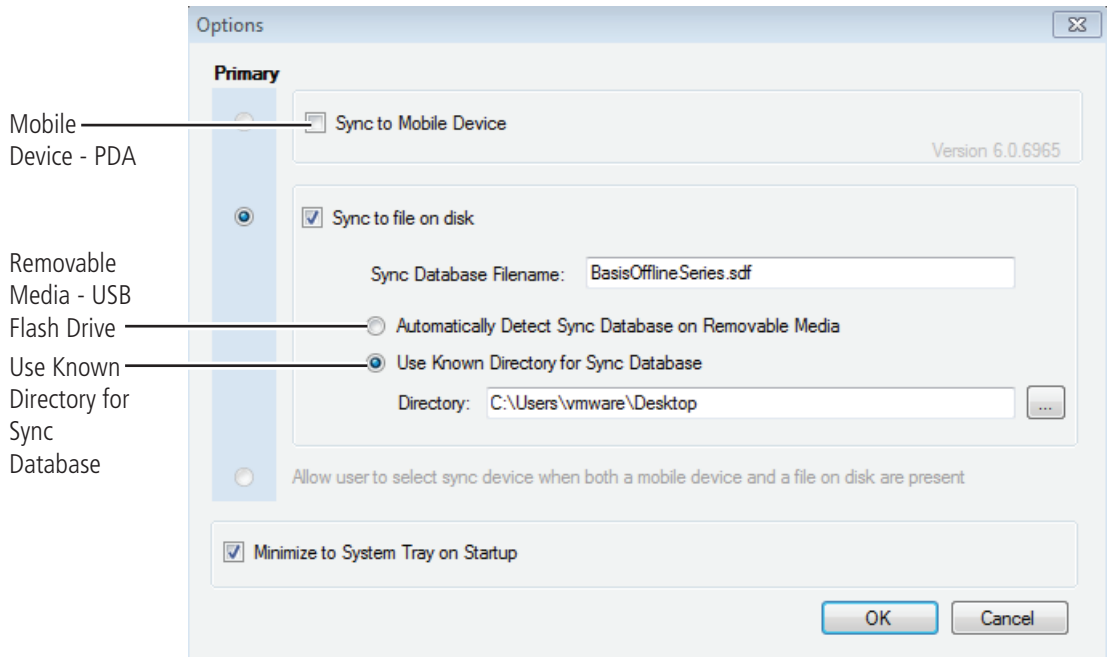 Options
Primary
Mobile
Device - PDA
Sync to Mobile Device
Version 6.0.6965
Sync to file on disk
Sync Database Filename: BasisOfflineSeries.sdf
Removable
Media - USB
Flash Drive
Automatically Detect Sync Database on Removable Media
Use Known
Directory for
Sync
Database
Use Known Directory for Sync Database
Directory: C:\Users\vmware\Desktop ...
Allow user to select sync device when both a mobile device and a file on disk are present
Minimize to System Tray on Startup
OK Cancel